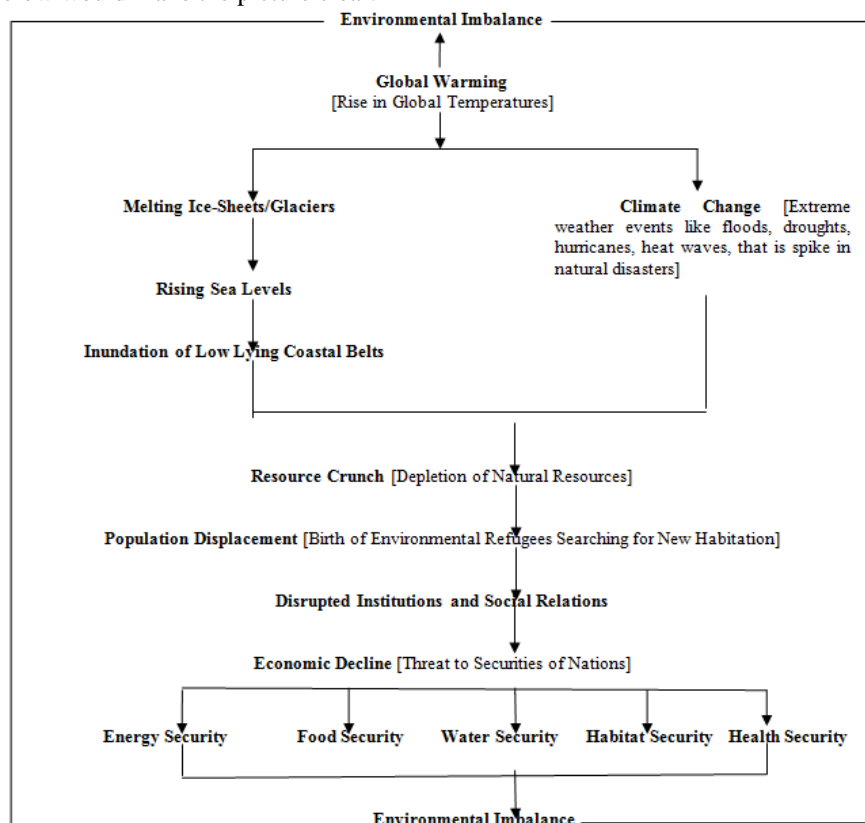 Environmental Imbalance
Global Warming
[Rise in Global Temperatures]
Melting Ice-Sheets/Glaciers
Climate Change [Extreme
weather events like floods, droughts,
hurricanes, heat waves, that is spike in
natural disasters]
Rising Sea Levels
Inundation of Low Lying Coastal Belts
Resource Crunch [Depletion of Natural Resources]
Population Displacement [Birth of Environmental Refugees Searching for New Habitation]
Disrupted Institutions and Social Relations
Economic Decline [Threat to Securities of Nations]
Energy Security Food Security Water Security Habitat Security Health Security
Environmental Imbalance